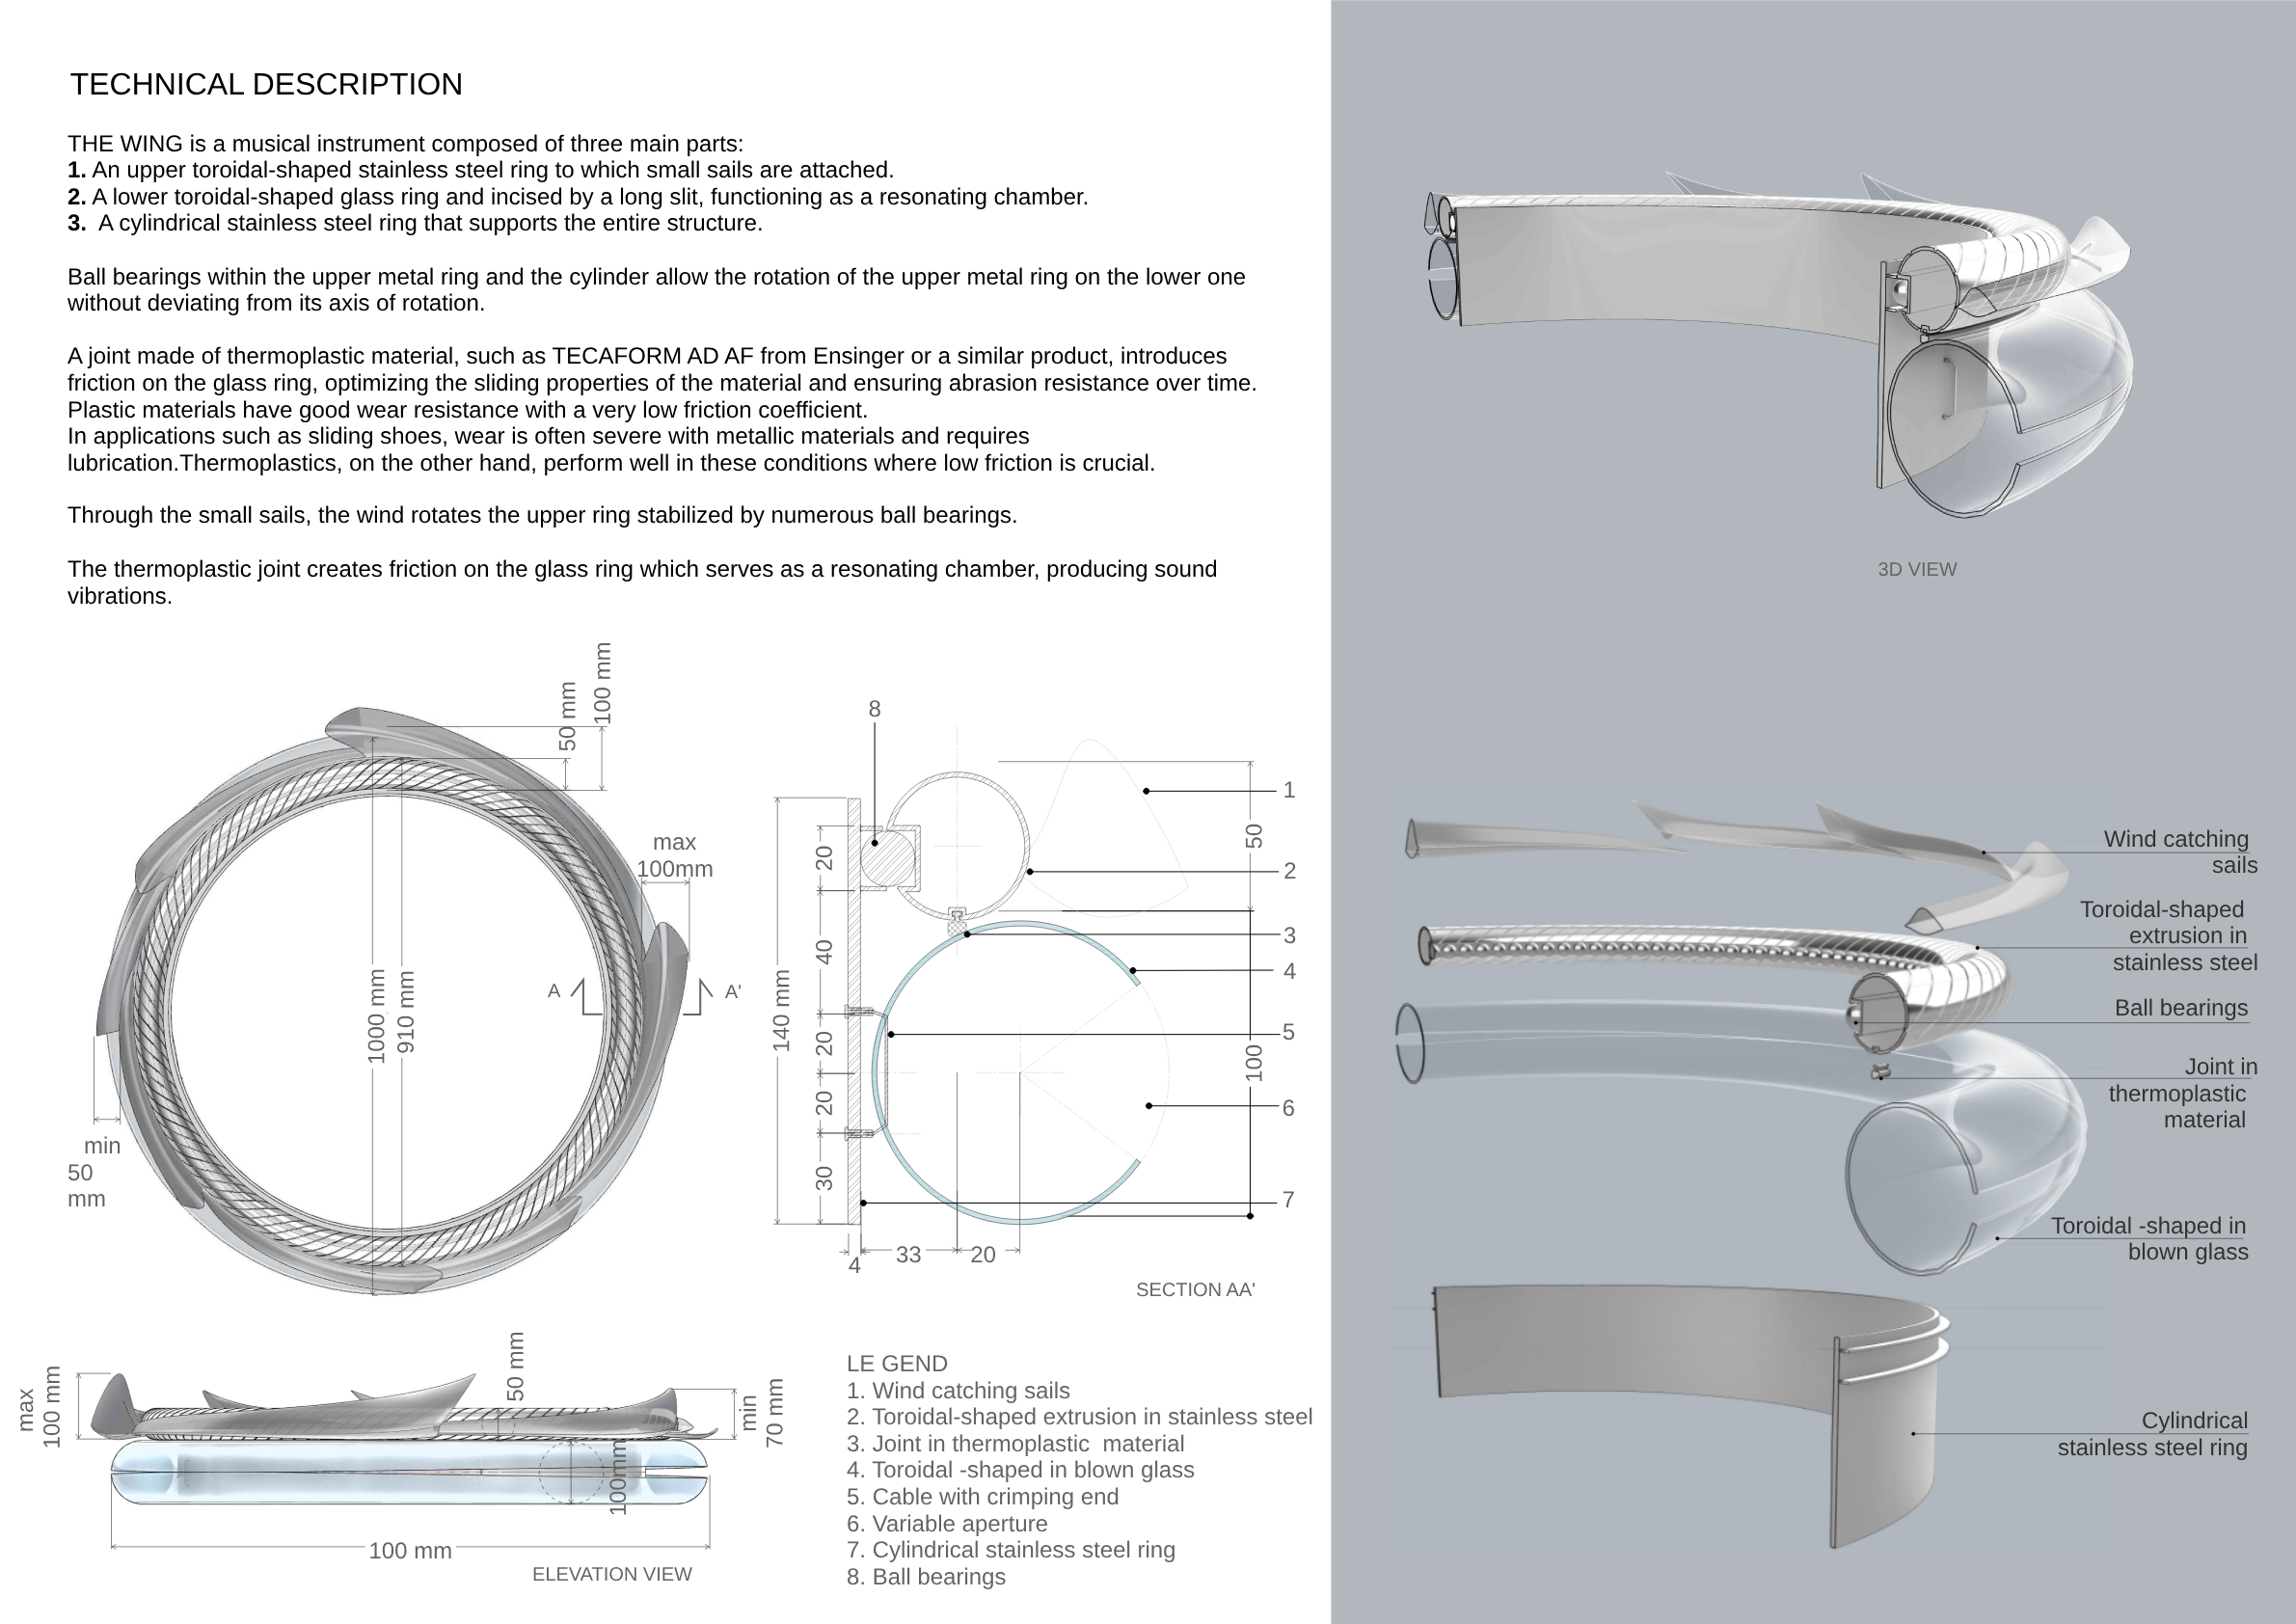 TECHNICAL DESCRIPTION
THE WING is a musical instrument composed of three main parts:
1. An upper toroidal-shaped stainless steel ring to which small sails are attached.
2. A lower toroidal-shaped glass ring and incised by a long slit, functioning as a resonating chamber.
3. A cylindrical stainless steel ring that supports the entire structure.
Ball bearings within the upper metal ring and the cylinder allow the rotation of the upper metal ring on the lower one
without deviating from its axis of rotation.
A joint made of thermoplastic material, such as TECAFORM AD AF from Ensinger or a similar product, introduces
friction on the glass ring, optimizing the sliding properties of the material and ensuring abrasion resistance over time.
Plastic materials have good wear resistance with a very low friction coefficient.
In applications such as sliding shoes, wear is often severe with metallic materials and requires
lubrication.Thermoplastics, on the other hand, perform well in these conditions where low friction is crucial.
Through the small sails, the wind rotates the upper ring stabilized by numerous ball bearings.
The thermoplastic joint creates friction on the glass ring which serves as a resonating chamber, producing sound
vibrations.
50 mm
100 mm
max
100mm
1000 mm
910 mm
A
A'
min
50
mm
8
1
2
3
4
5
6
7
50
100
140 mm
20
40
20
20
30
4
33
20
SECTION AA'
max
100 mm
50 mm
min
70 mm
100mm
100 mm
ELEVATION VIEW
LE GEND
1. Wind catching sails
2. Toroidal-shaped extrusion in stainless steel
3. Joint in thermoplastic material
4. Toroidal -shaped in blown glass
5. Cable with crimping end
6. Variable aperture
7. Cylindrical stainless steel ring
8. Ball bearings
3D VIEW
Wind catching
sails
Toroidal-shaped
extrusion in
stainless steel
Ball bearings
Joint in
thermoplastic
material
Toroidal -shaped in
blown glass
Cylindrical
stainless steel ring